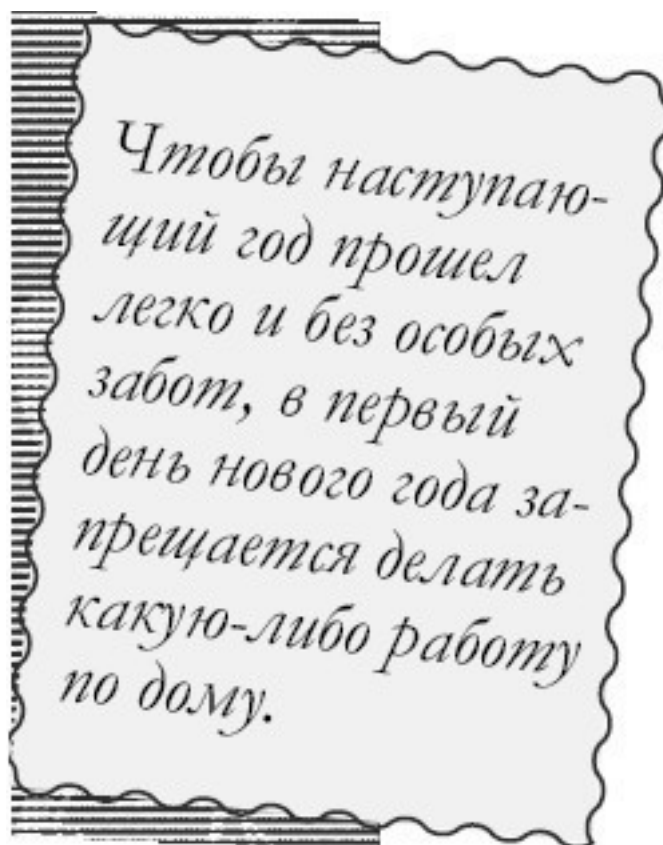 Чтобы наступаю-
щий год прошел
легко и без особых
забот, в первый
день нового года за-
прещается делать
какую-либо работу
по дому.